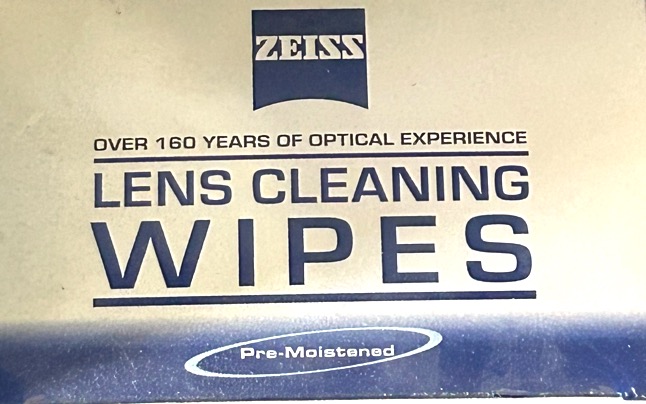 ZEISS
OVER 160 YEARS OF OPTICAL EXPERIENCE
LENS CLEANING
WIPES
Pre-Moistened